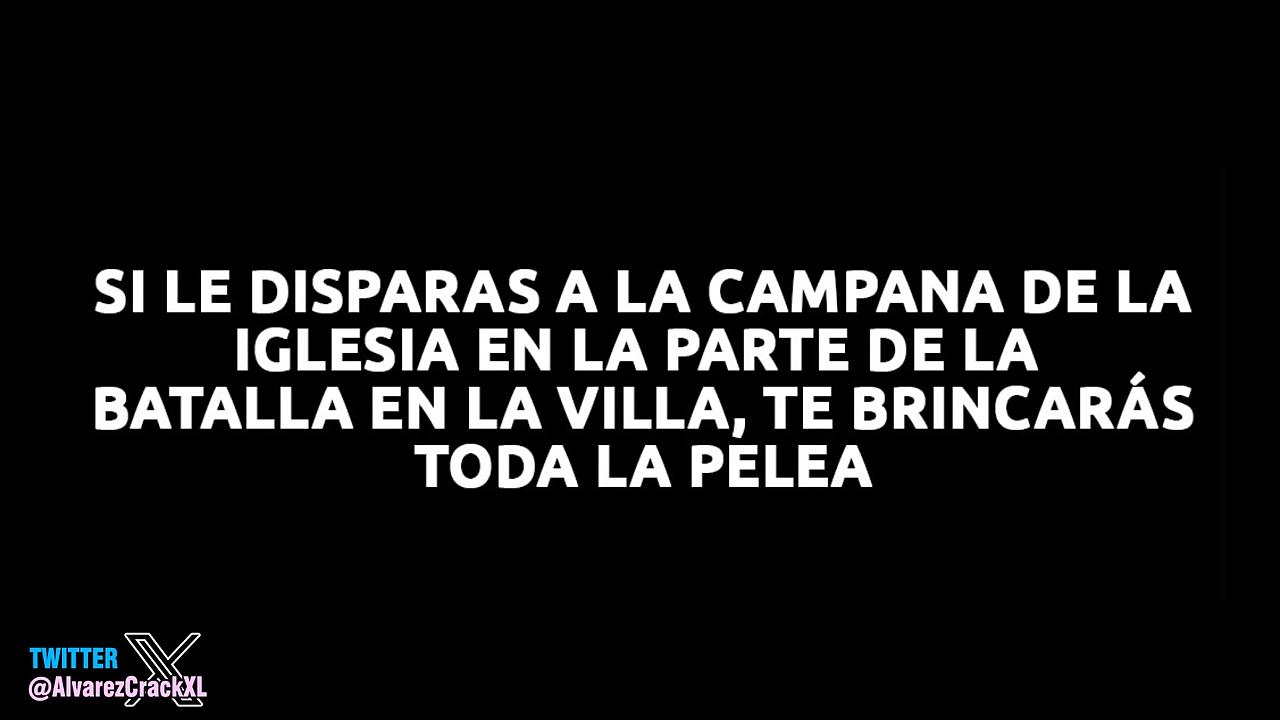 SI LE DISPARAS A LA CAMPANA DE LA
IGLESIA EN LA PARTE DE LA
BATALLA EN LA VILLA, TE BRINCARÁS
TODA LA PELEA
TWITTER X
@AlvarezCrackXL